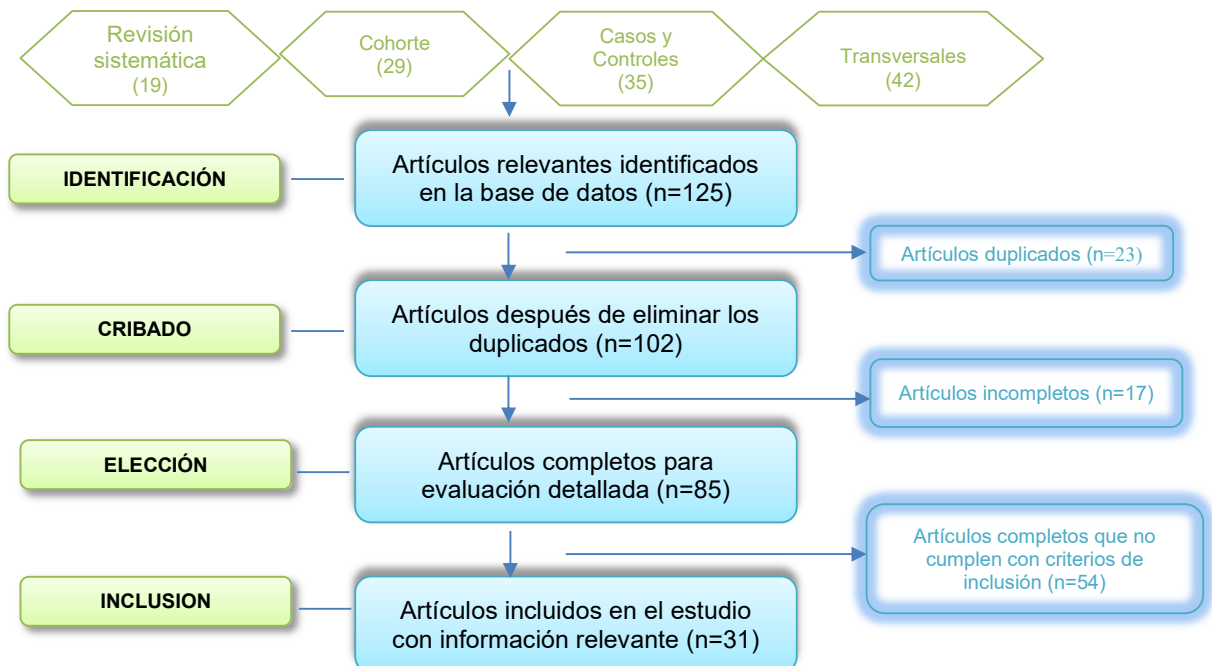 Revisión
sistemática
(19)
Cohorte
(29)
Casos y
Controles
(35)
Transversales
(42)
IDENTIFICACIÓN
Artículos relevantes identificados
en la base de datos (n=125)
Artículos duplicados (n=23)
CRIBADO
Artículos después de eliminar los
duplicados (n=102)
Artículos incompletos (n=17)
ELECCIÓN
Artículos completos para
evaluación detallada (n=85)
Artículos completos que no
cumplen con criterios de
inclusión (n=54)
INCLUSION
Artículos incluidos en el estudio
con información relevante (n=31)